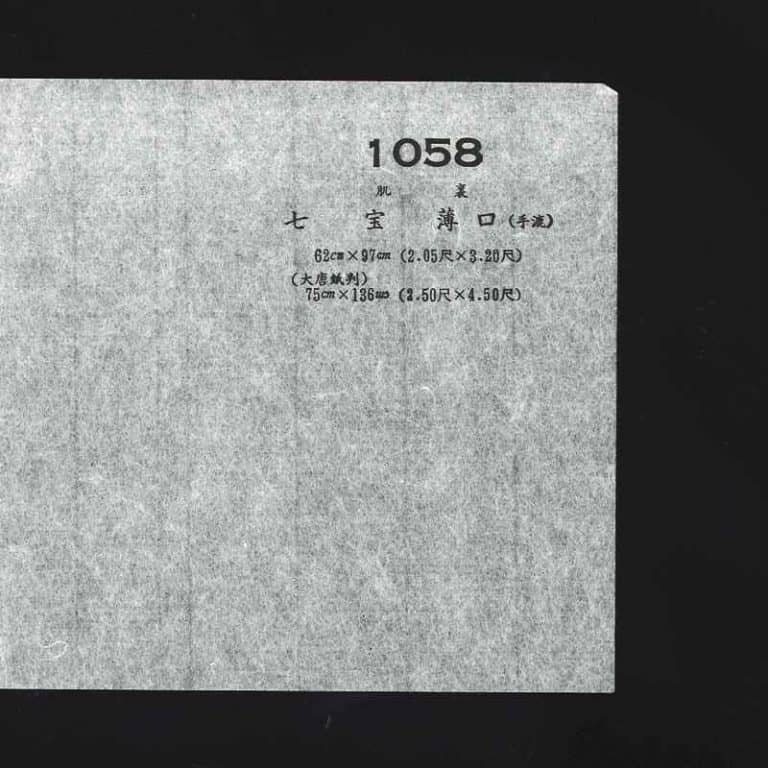 1058
肌 裏
七 宝 薄 口 (手漉)
62cm×97cm (2.05尺×3.20尺)
(大唐紙判)
75cm×136cm (2.50尺×4.50尺)